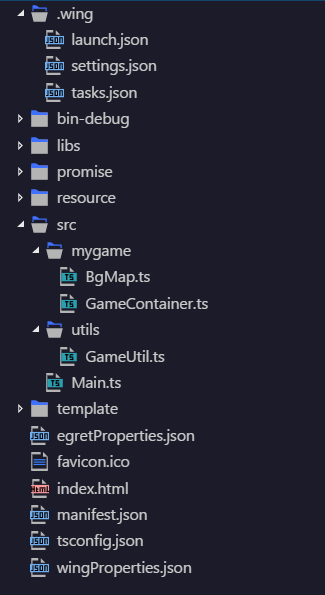 .wing
launch.json
settings.json
tasks.json
bin-debug
libs
promise
resource
src
mygame
BgMap.ts
GameContainer.ts
utils
GameUtil.ts
Main.ts
template
egretProperties.json
favicon.ico
index.html
manifest.json
tsconfig.json
wingProperties.json